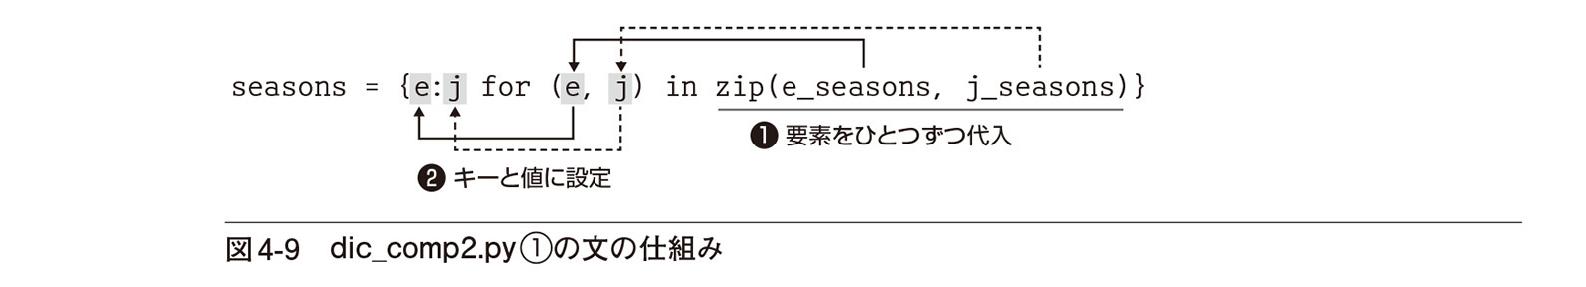 seasons = {e:j for (e, j) in zip(e_seasons, j_seasons)}
❶ 要素をひとつずつ代入
❷ キーと値に設定
図4-9 dic_comp2.py①の文の仕組み